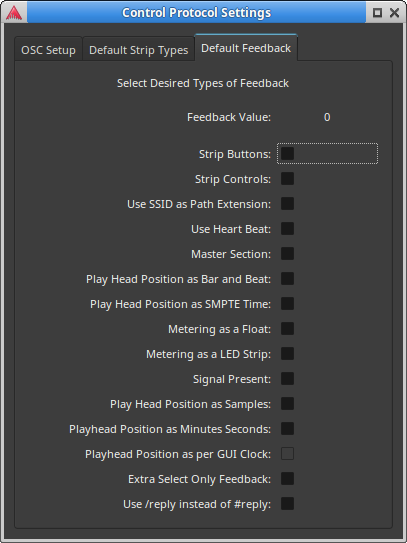 Control Protocol Settings
OSC Setup
Default Strip Types
Default Feedback
Select Desired Types of Feedback
Feedback Value: 0
Strip Buttons:
Strip Controls:
Use SSID as Path Extension:
Use Heart Beat:
Master Section:
Play Head Position as Bar and Beat:
Play Head Position as SMPTE Time:
Metering as a Float:
Metering as a LED Strip:
Signal Present:
Play Head Position as Samples:
Playhead Position as Minutes Seconds:
Playhead Position as per GUI Clock:
Extra Select Only Feedback:
Use /reply instead of #reply: